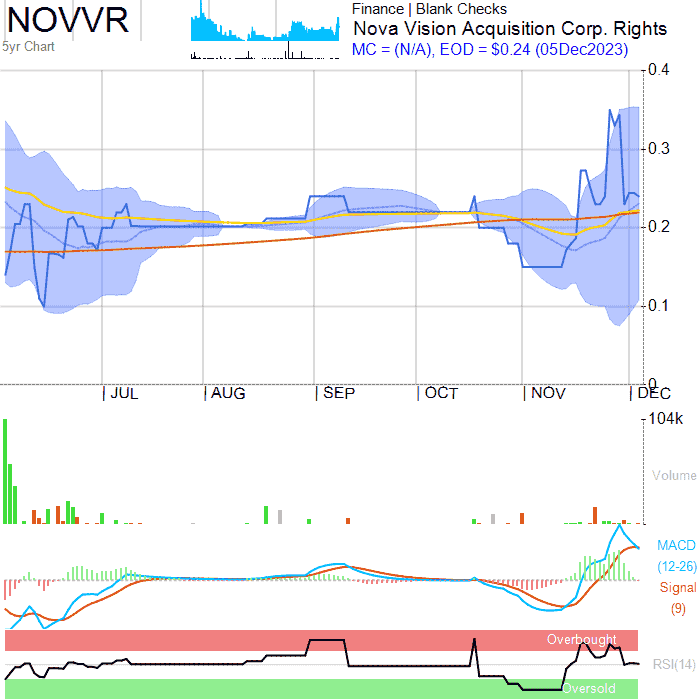 NOVVR
5yr Chart
Finance | Blank Checks
Nova Vision Acquisition Corp. Rights
MC = (N/A), EOD = $0.24 (05Dec2023)
0.4
0.3
0.2
0.1
0
JUL
AUG
SEP
OCT
NOV
DEC
104k
Volume
MACD
(12-26)
Signal
(9)
Overbought
RSI(14)
Oversold